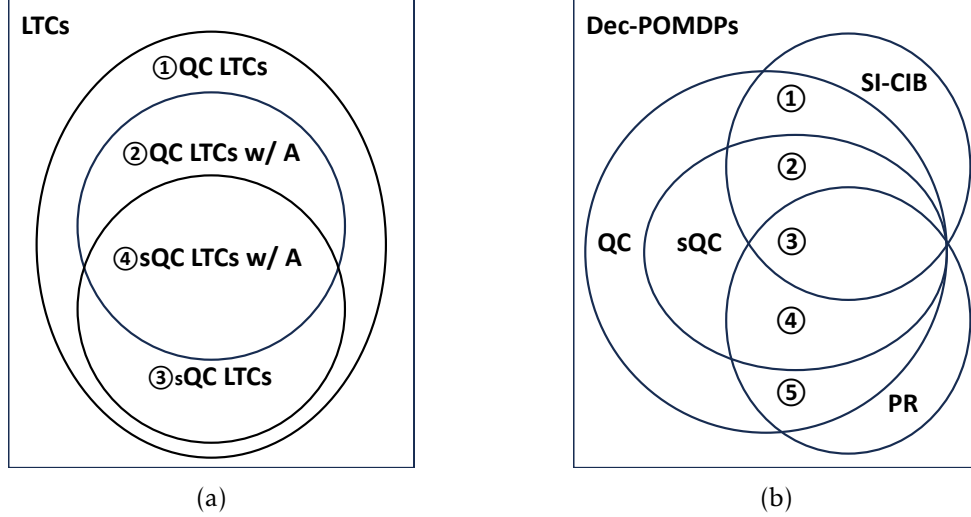 LTCs
①QC LTCs
②QC LTCs w/ A
④sQC LTCs w/ A
③sQC LTCs
(a)
Dec-POMDPs
SI-CIB
①
②
QC
sQC
③
④
⑤
PR
(b)